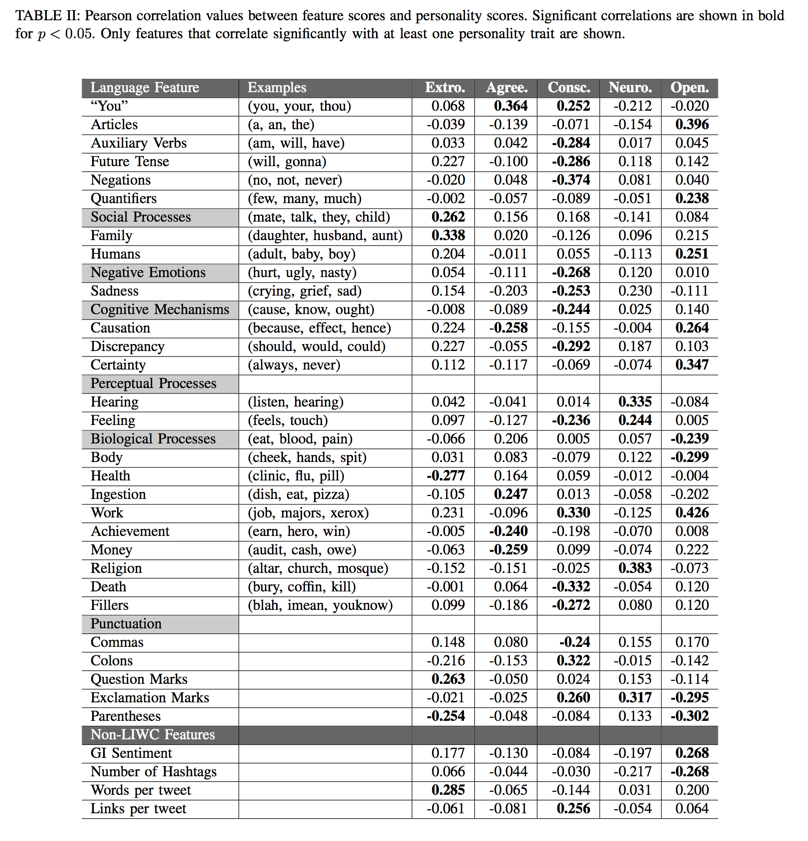 TABLE II: Pearson correlation values between feature scores and personality scores. Significant correlations are shown in bold
for p < 0.05. Only features that correlate significantly with at least one personality trait are shown.
Language Feature Examples Extro. Agree. Consc. Neuro. Open.
“You” (you, your, thou) 0.068 0.364 0.252 -0.212 -0.020
Articles (a, an, the) -0.039 -0.139 -0.071 -0.154 0.396
Auxiliary Verbs (am, will, have) 0.033 0.042 -0.284 0.017 0.045
Future Tense (will, gonna) 0.227 -0.100 -0.286 0.118 0.142
Negations (no, not, never) -0.020 0.048 -0.374 0.081 0.040
Quantifiers (few, many, much) -0.002 -0.057 -0.089 -0.051 0.238
Social Processes (mate, talk, they, child) 0.262 0.156 0.168 -0.141 0.084
Family (daughter, husband, aunt) 0.338 0.020 -0.126 0.096 0.215
Humans (adult, baby, boy) 0.204 -0.011 0.055 -0.113 0.251
Negative Emotions (hurt, ugly, nasty) 0.054 -0.111 -0.268 0.120 0.010
Sadness (crying, grief, sad) 0.154 -0.203 -0.253 0.230 -0.111
Cognitive Mechanisms (cause, know, ought) -0.008 -0.089 -0.244 0.025 0.140
Causation (because, effect, hence) 0.224 -0.258 -0.155 -0.004 0.264
Discrepancy (should, would, could) 0.227 -0.055 -0.292 0.187 0.103
Certainty (always, never) 0.112 -0.117 -0.069 -0.074 0.347
Perceptual Processes
Hearing (listen, hearing) 0.042 -0.041 0.014 0.335 -0.084
Feeling (feels, touch) 0.097 -0.127 -0.236 0.244 0.005
Biological Processes (eat, blood, pain) -0.066 0.206 0.005 0.057 -0.239
Body (cheek, hands, spit) 0.031 0.083 -0.079 0.122 -0.299
Health (clinic, flu, pill) -0.277 0.164 0.059 -0.012 -0.004
Ingestion (dish, eat, pizza) -0.105 0.247 0.013 -0.058 -0.202
Work (job, majors, xerox) 0.231 -0.096 0.330 -0.125 0.426
Achievement (earn, hero, win) -0.005 -0.240 -0.198 -0.070 0.008
Money (audit, cash, owe) -0.063 -0.259 0.099 -0.074 0.222
Religion (altar, church, mosque) -0.152 -0.151 -0.025 0.383 -0.073
Death (bury, coffin, kill) -0.001 0.064 -0.332 -0.054 0.120
Fillers (blah, imean, youknow) 0.099 -0.186 -0.272 0.080 0.120
Punctuation
Commas 0.148 0.080 -0.24 0.155 0.170
Colons -0.216 -0.153 0.322 -0.015 -0.142
Question Marks 0.263 -0.050 0.024 0.153 -0.114
Exclamation Marks -0.021 -0.025 0.260 0.317 -0.295
Parentheses -0.254 -0.048 -0.084 0.133 -0.302
Non-LIWC Features
GI Sentiment 0.177 -0.130 -0.084 -0.197 0.268
Number of Hashtags 0.066 -0.044 -0.030 -0.217 -0.268
Words per tweet 0.285 -0.065 -0.144 0.031 0.200
Links per tweet -0.061 -0.081 0.256 -0.054 0.064